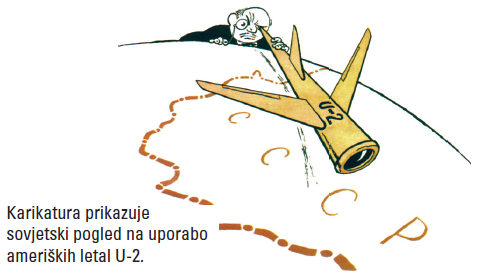 U-2
C C C P
Karikatura prikazuje
sovjetski pogled na uporabo
ameriških letal U-2.